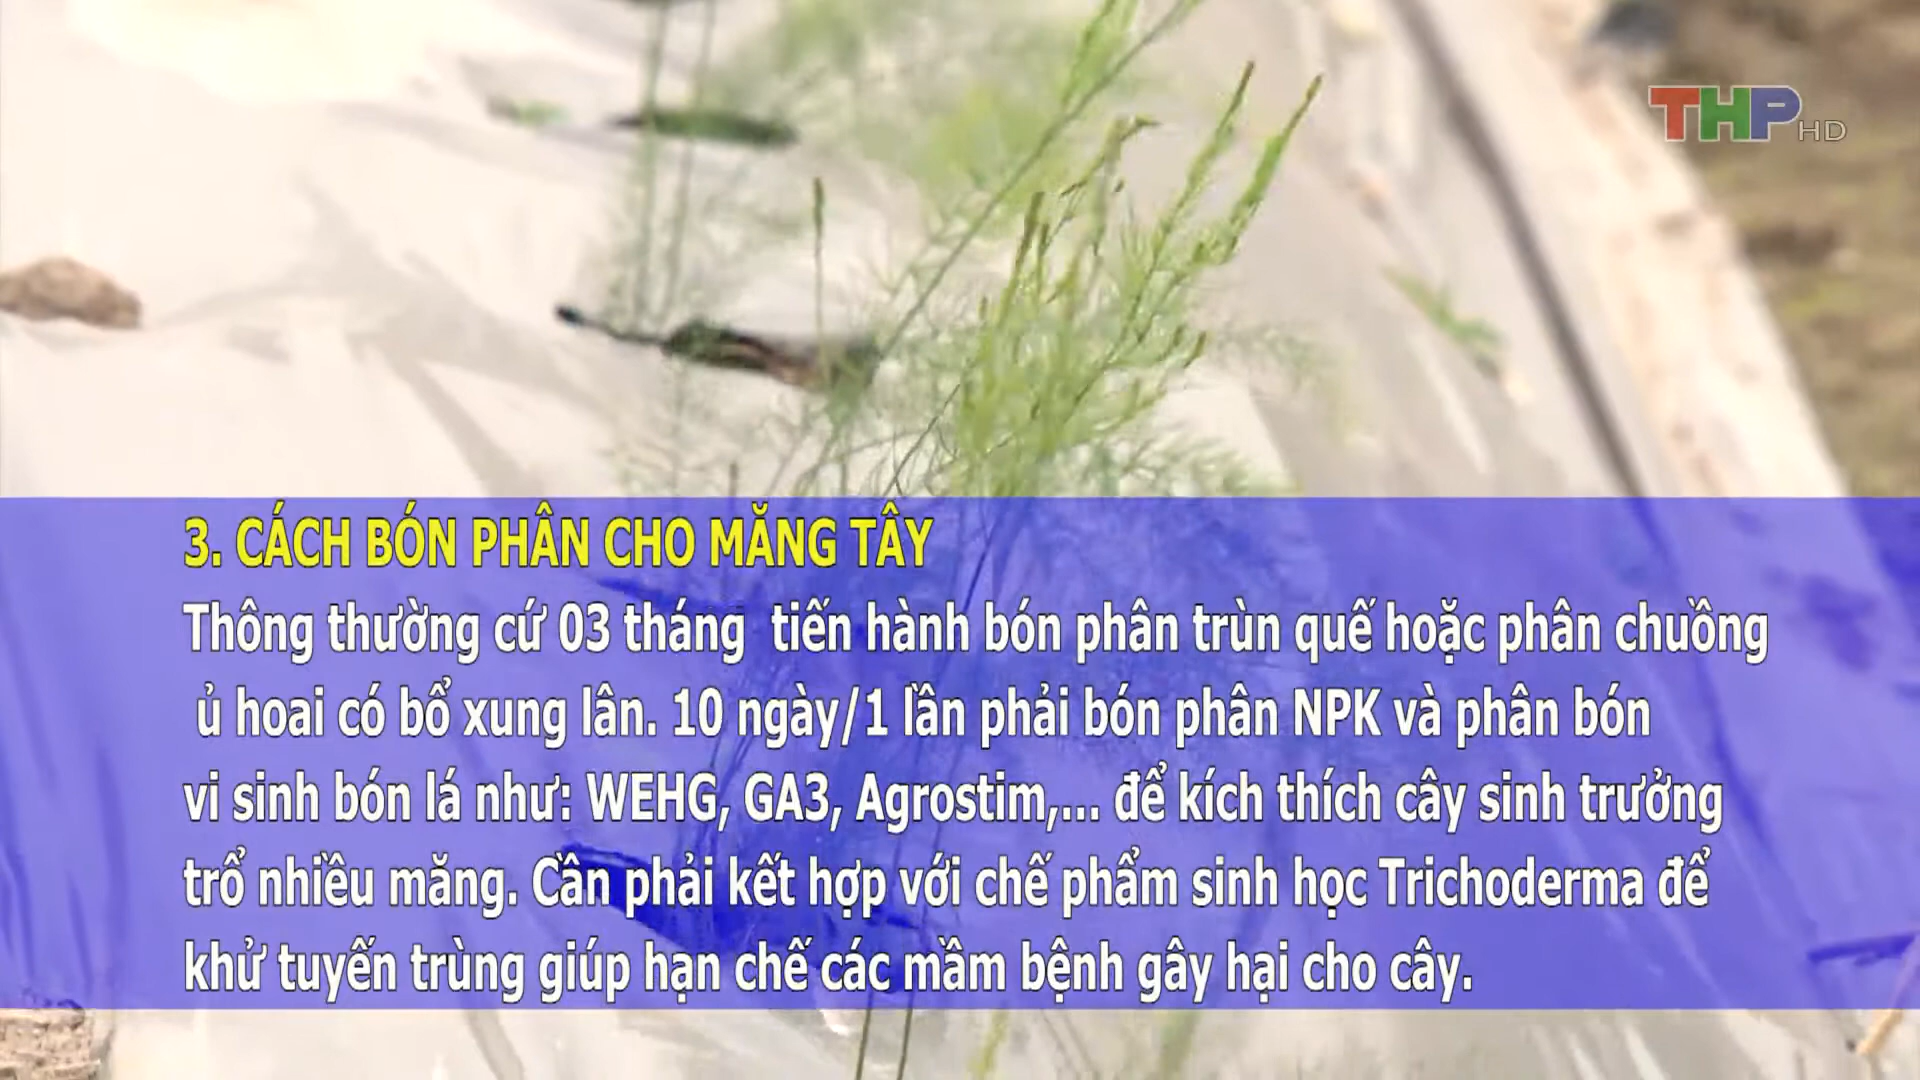 THP HD
3. CÁCH BÓN PHÂN CHO MĂNG TÂY
Thông thường cứ 03 tháng  tiến hành bón phân trùn quế hoặc phân chuồng
ủ hoai có bổ xung lân. 10 ngày/1 lần phải bón phân NPK và phân bón
vi sinh bón lá như: WEHG, GA3, Agrostim,... để kích thích cây sinh trưởng
trổ nhiều măng. Cần phải kết hợp với chế phẩm sinh học Trichoderma để
khử tuyến trùng giúp hạn chế các mầm bệnh gây hại cho cây.